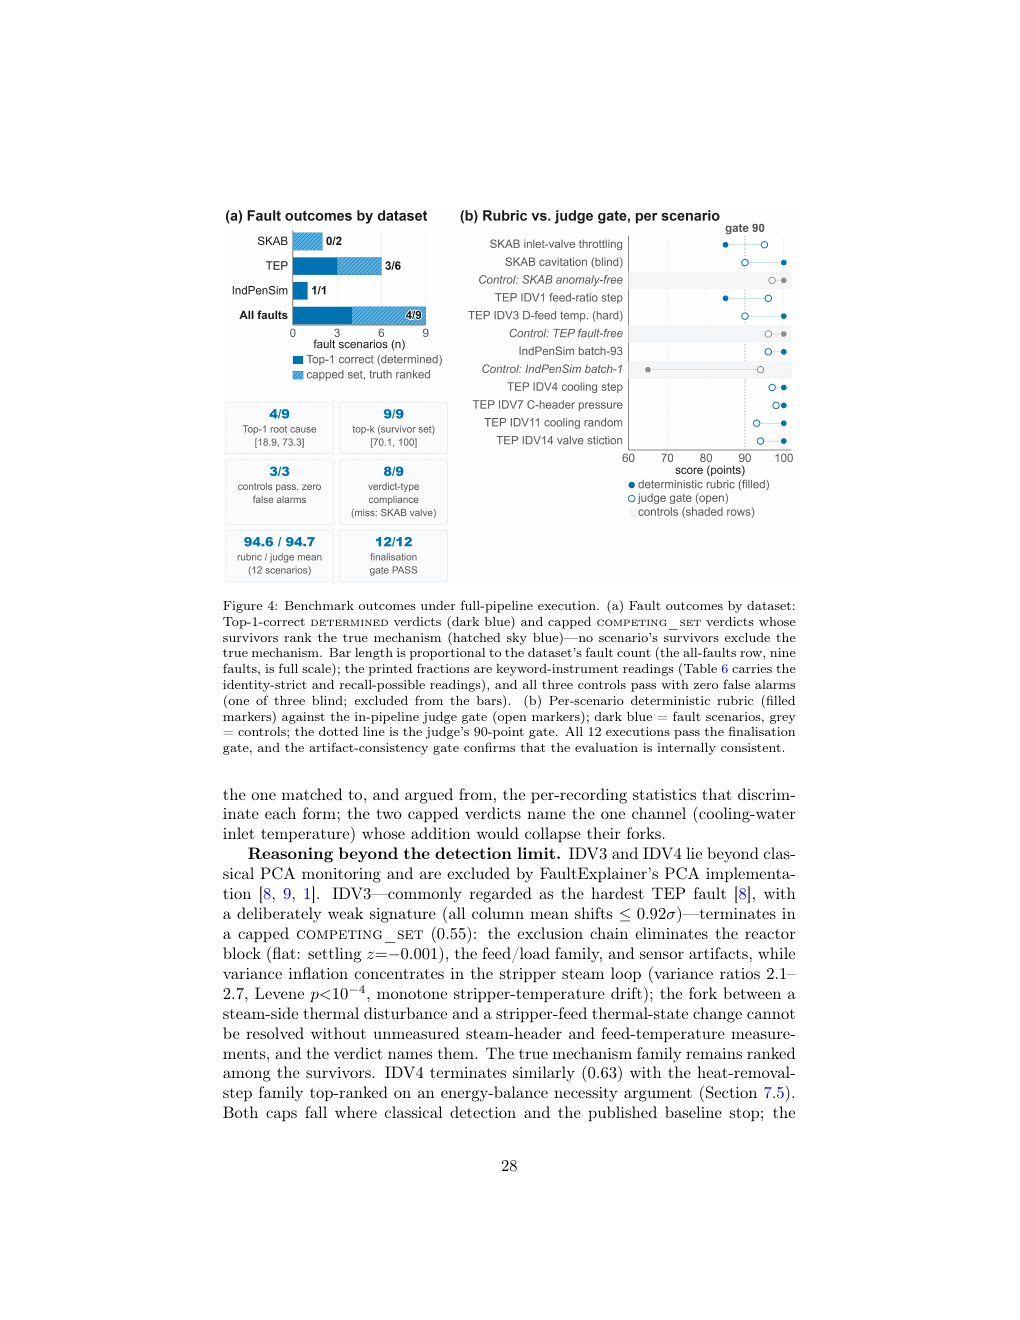 (a) Fault outcomes by dataset
SKAB 0/2
TEP 3/6
IndPenSim 1/1
All faults 4/9
0 3 6 9
fault scenarios (n)
Top-1 correct (determined)
capped set, truth ranked
4/9
Top-1 root cause
[18.9, 73.3]
9/9
top-k (survivor set)
[70.1, 100]
3/3
controls pass, zero
false alarms
8/9
verdict-type
compliance
(miss: SKAB valve)
94.6 / 94.7
rubric / judge mean
(12 scenarios)
12/12
finalisation
gate PASS
(b) Rubric vs. judge gate, per scenario
gate 90
SKAB inlet-valve throttling
SKAB cavitation (blind)
Control: SKAB anomaly-free
TEP IDV1 feed-ratio step
TEP IDV3 D-feed temp. (hard)
Control: TEP fault-free
IndPenSim batch-93
Control: IndPenSim batch-1
TEP IDV4 cooling step
TEP IDV7 C-header pressure
TEP IDV11 cooling random
TEP IDV14 valve stiction
60 70 80 90 100
score (points)
deterministic rubric (filled)
judge gate (open)
controls (shaded rows)
Figure 4: Benchmark outcomes under full-pipeline execution. (a) Fault outcomes by dataset:
Top-1-correct DETERMINED verdicts (dark blue) and capped COMPETING_SET verdicts whose
survivors rank the true mechanism (hatched sky blue)—no scenario's survivors exclude the
true mechanism. Bar length is proportional to the dataset's fault count (the all-faults row, nine
faults, is full scale); the printed fractions are keyword-instrument readings (Table 6 carries the
identity-strict and recall-possible readings), and all three controls pass with zero false alarms
(one of three blind; excluded from the bars). (b) Per-scenario deterministic rubric (filled
markers) against the in-pipeline judge gate (open markers); dark blue = fault scenarios, grey
= controls; the dotted line is the judge's 90-point gate. All 12 executions pass the finalisation
gate, and the artifact-consistency gate confirms that the evaluation is internally consistent.
the one matched to, and argued from, the per-recording statistics that discrim-
inate each form; the two capped verdicts name the one channel (cooling-water
inlet temperature) whose addition would collapse their forks.
Reasoning beyond the detection limit. IDV3 and IDV4 lie beyond clas-
sical PCA monitoring and are excluded by FaultExplainer's PCA implementa-
tion [8, 9, 1]. IDV3—commonly regarded as the hardest TEP fault [8], with
a deliberately weak signature (all column mean shifts ≤ 0.92σ)—terminates in
a capped COMPETING_SET (0.55): the exclusion chain eliminates the reactor
block (flat: settling z=−0.001), the feed/load family, and sensor artifacts, while
variance inflation concentrates in the stripper steam loop (variance ratios 2.1–
2.7, Levene p<10⁻⁴, monotone stripper-temperature drift); the fork between a
steam-side thermal disturbance and a stripper-feed thermal-state change cannot
be resolved without unmeasured steam-header and feed-temperature measure-
ments, and the verdict names them. The true mechanism family remains ranked
among the survivors. IDV4 terminates similarly (0.63) with the heat-removal-
step family top-ranked on an energy-balance necessity argument (Section 7.5).
Both caps fall where classical detection and the published baseline stop; the
28